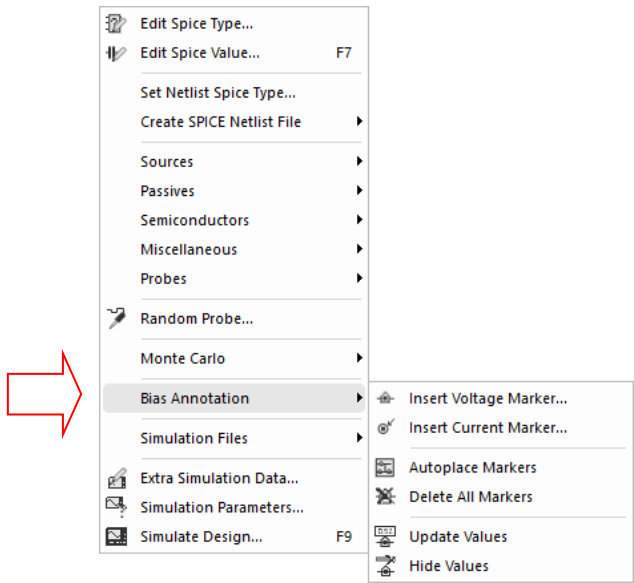 Edit Spice Type...
Edit Spice Value... F7
Set Netlist Spice Type...
Create SPICE Netlist File
Sources
Passives
Semiconductors
Miscellaneous
Probes
Random Probe...
Monte Carlo
Bias Annotation
Simulation Files
Extra Simulation Data...
Simulation Parameters...
Simulate Design... F9
Insert Voltage Marker...
Insert Current Marker...
Autoplace Markers
Delete All Markers
Update Values
Hide Values